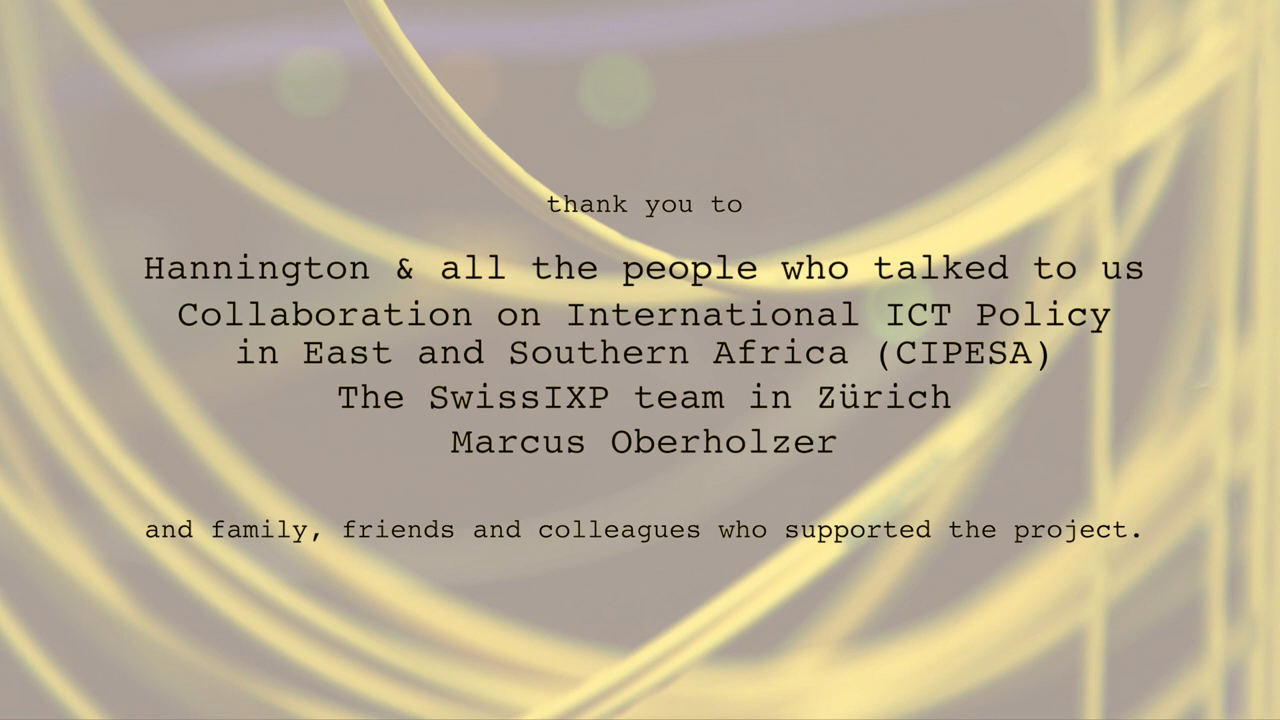 thank you to
Hannington & all the people who talked to us
Collaboration on International ICT Policy
in East and Southern Africa (CIPESA)
The SwissIXP team in Zürich
Marcus Oberholzer
and family, friends and colleagues who supported the project.